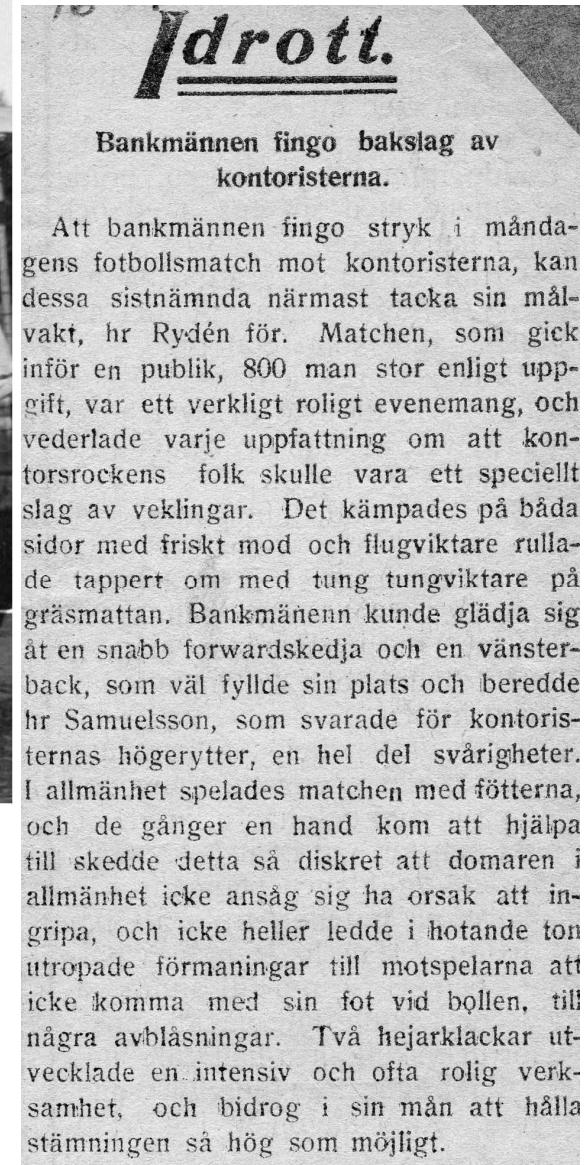 Idrott.
Bankmännen fingo bakslag av
kontoristerna.
Att bankmännen fingo stryk i månda-
gens fotbollsmatch mot kontoristerna, kan
dessa sistnämnda närmast tacka sin mål-
vakt, hr Rydén för. Matchen, som gick
inför en publik, 800 man stor enligt upp-
gift, var ett verkligt roligt evenemang, och
vederlade varje uppfattning om att kon-
torsrockens folk skulle vara ett speciellt
slag av veklingar. Det kämpades på båda
sidor med friskt mod och flugviktare rulla-
de tappert om med tung tungviktare på
gräsmattan. Bankmänenn kunde glädja sig
åt en snabb forwardskedja och en vänster-
back, som väl fyllde sin plats och beredde
hr Samuelsson, som svarade för kontoris-
ternas högerytter, en hel del svårigheter.
I allmänhet spelades matchen med fötterna,
och de gånger en hand kom att hjälpa
till skedde detta så diskret att domaren i
allmänhet icke ansåg sig ha orsak att in-
gripa, och icke heller ledde i hotande ton
utropade förmaningar till motspelarna att
icke komma med sin fot vid bollen, till
några avblåsningar. Två hejarklackar ut-
vecklade en intensiv och ofta rolig verk-
samhet, och bidrog i sin mån att hålla
stämningen så hög som möjligt.